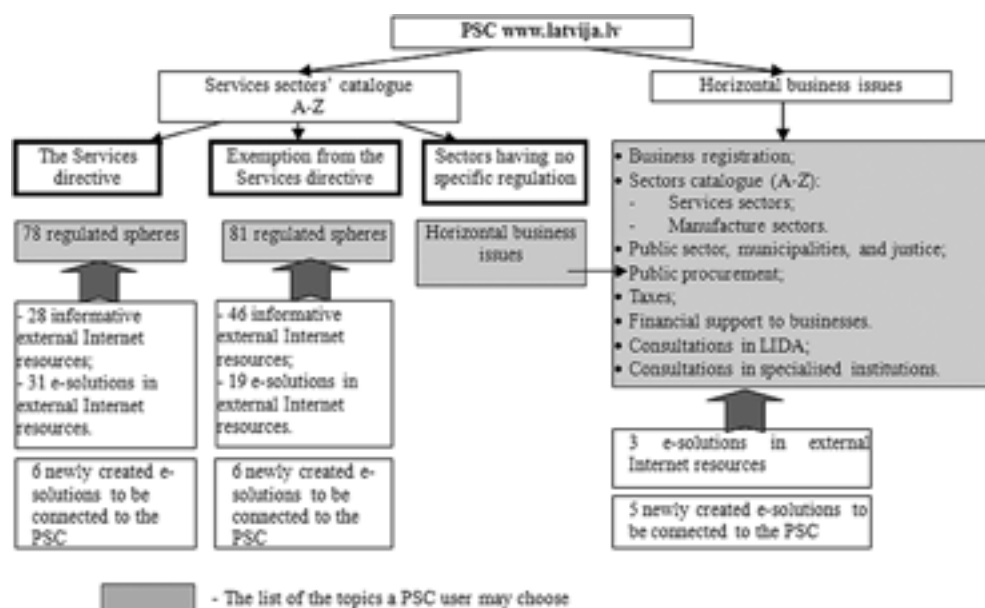 PSC www.latvija.lv
Services sectors' catalogue
A-Z
Horizontal business issues
The Services
directive
Exemption from the
Services directive
Sectors having no
specific regulation
78 regulated spheres
81 regulated spheres
Horizontal business
issues
• Business registration;
• Sectors catalogue (A-Z):
- Services sectors;
- Manufacture sectors.
• Public sector, municipalities, and justice;
• Public procurement;
• Taxes;
• Financial support to businesses.
• Consultations in LIDA;
• Consultations in specialised institutions.
- 28 informative
external Internet
resources;
- 31 e-solutions in
external Internet
resources.
- 46 informative
external Internet
resources;
- 19 e-solutions in
external Internet
resources.
3 e-solutions in external
Internet resources
6 newly created e-
solutions to be
connected to the
PSC
6 newly created e-
solutions to be
connected to the
PSC
5 newly created e-solutions to
be connected to the PSC
- The list of the topics a PSC user may choose